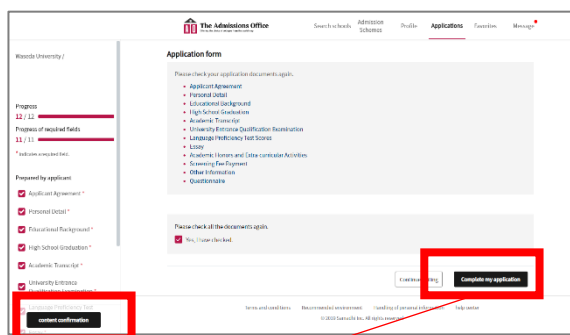 The Admissions Office
Search schools
Admission Schemes
Profile
Applications
Favorites
Message
Waseda University /
Progress
12 / 12
Progress of required fields
11 / 11
* Indicates a required field.
Prepared by applicant
Applicant Agreement *
Personal Detail *
Educational Background *
High School Graduation *
Academic Transcript *
University Entrance
content confirmation
Application form
Please check your application documents again.
• Applicant Agreement
• Personal Detail
• Educational Background
• High School Graduation
• Academic Transcript
• University Entrance Qualification Examination
• Language Proficiency Test Scores
• Essay
• Academic Honors and Extra-curricular Activities
• Screening Fee Payment
• Other Information
• Questionnaire
Please check all the documents again.
Yes, I have checked.
Complete my application
Terms and conditions
Recommended environment
Handling of personal information
Help center